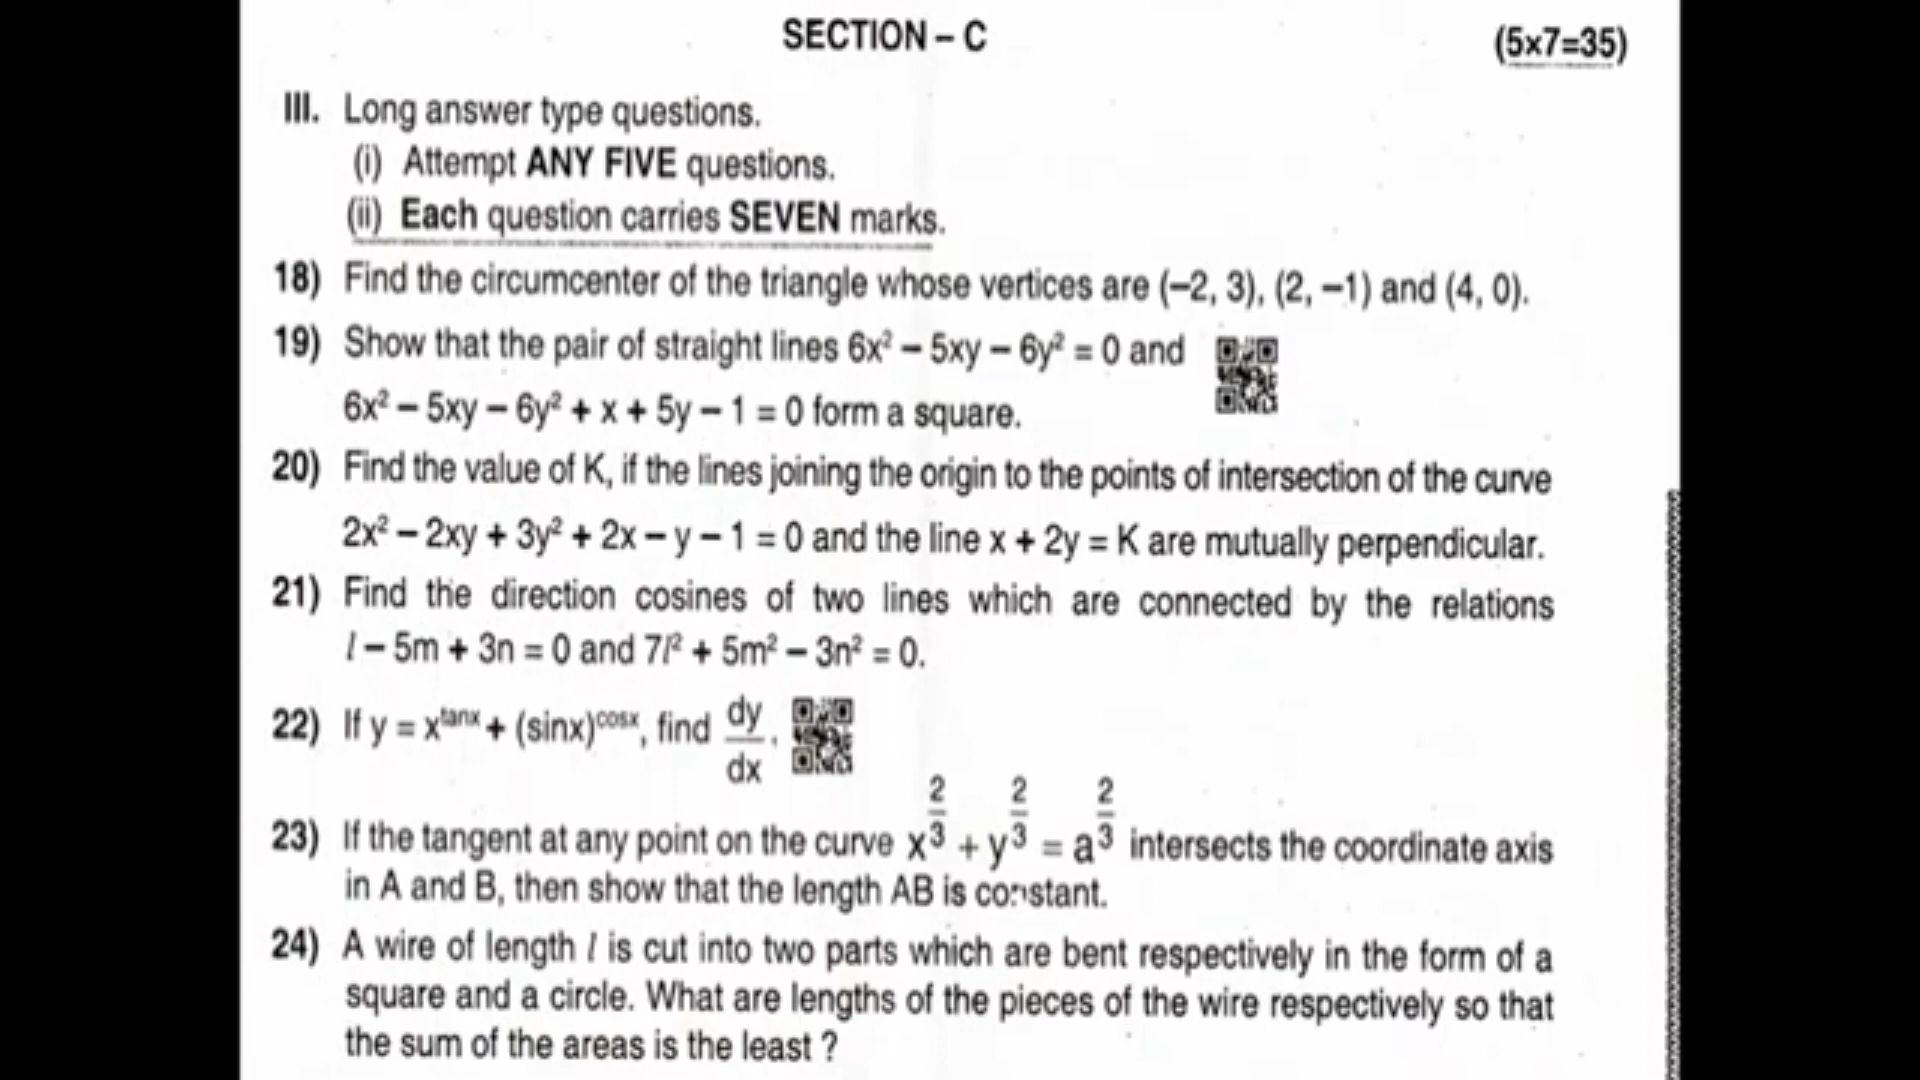 SECTION – C
(5x7=35)
III. Long answer type questions.
(i) Attempt ANY FIVE questions.
(ii) Each question carries SEVEN marks.
18) Find the circumcenter of the triangle whose vertices are (–2, 3), (2, –1) and (4, 0).
19) Show that the pair of straight lines 6x² – 5xy – 6y² = 0 and
6x² – 5xy – 6y² + x + 5y – 1 = 0 form a square.
20) Find the value of K, if the lines joining the origin to the points of intersection of the curve
2x² – 2xy + 3y² + 2x – y – 1 = 0 and the line x + 2y = K are mutually perpendicular.
21) Find the direction cosines of two lines which are connected by the relations
l – 5m + 3n = 0 and 7l² + 5m² – 3n² = 0.
22) If y = x^tanx + (sinx)^cosx, find dy/dx.
23) If the tangent at any point on the curve x^(2/3) + y^(2/3) = a^(2/3) intersects the coordinate axis
in A and B, then show that the length AB is constant.
24) A wire of length l is cut into two parts which are bent respectively in the form of a
square and a circle. What are lengths of the pieces of the wire respectively so that
the sum of the areas is the least ?